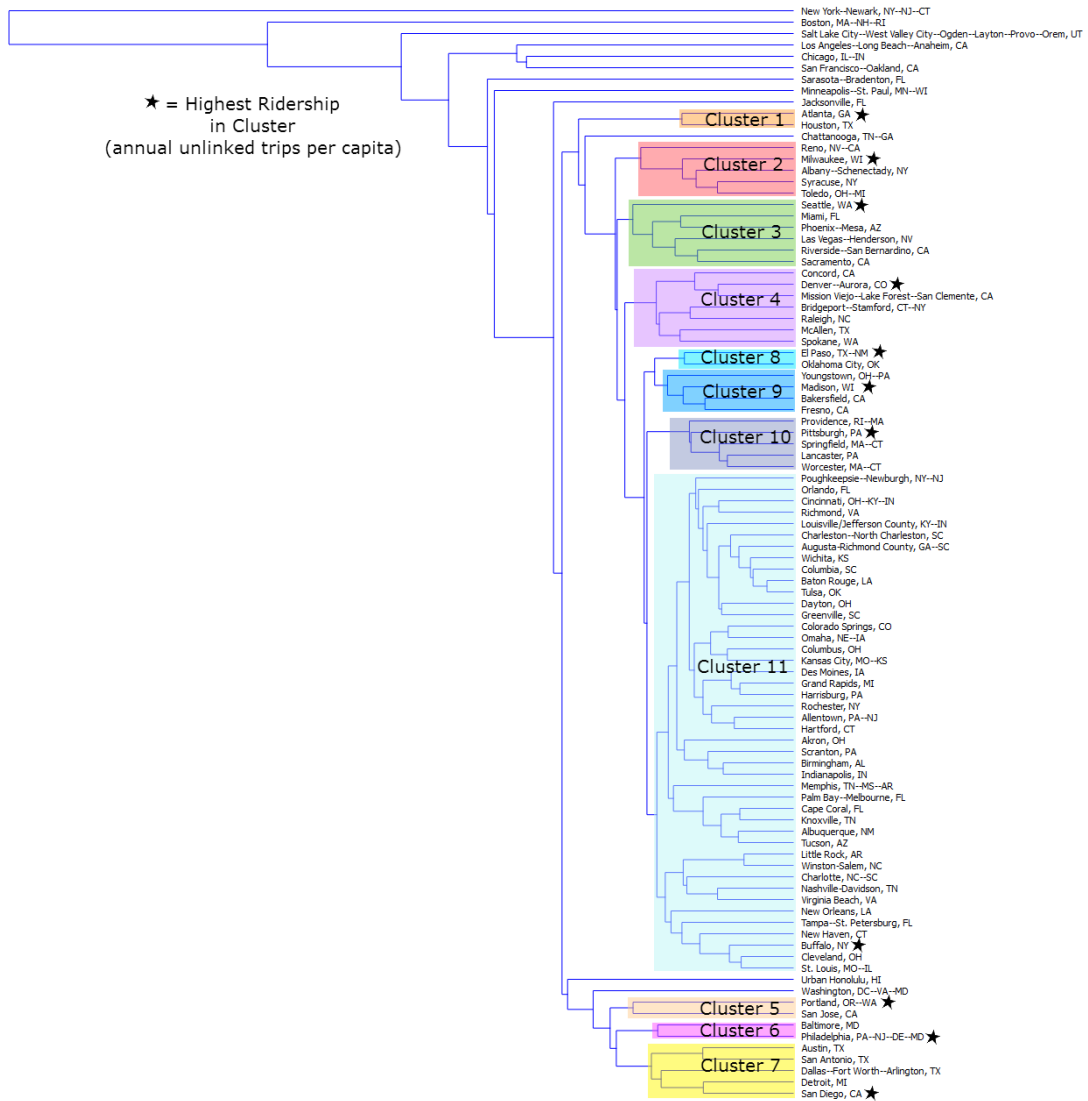 New York--Newark, NY--NJ--CT
Boston, MA--NH--RI
Salt Lake City--West Valley City--Ogden--Layton--Provo--Orem, UT
Los Angeles--Long Beach--Anaheim, CA
Chicago, IL--IN
San Francisco--Oakland, CA
Sarasota--Bradenton, FL
Minneapolis--St. Paul, MN--WI
★ = Highest Ridership
in Cluster
(annual unlinked trips per capita)
Jacksonville, FL
Cluster 1
Atlanta, GA ★
Houston, TX
Chattanooga, TN--GA
Cluster 2
Reno, NV--CA
Milwaukee, WI ★
Albany--Schenectady, NY
Syracuse, NY
Toledo, OH--MI
Cluster 3
Seattle, WA ★
Miami, FL
Phoenix--Mesa, AZ
Las Vegas--Henderson, NV
Riverside--San Bernardino, CA
Sacramento, CA
Cluster 4
Concord, CA
Denver--Aurora, CO ★
Mission Viejo--Lake Forest--San Clemente, CA
Bridgeport--Stamford, CT--NY
Raleigh, NC
McAllen, TX
Spokane, WA
Cluster 8
El Paso, TX--NM ★
Oklahoma City, OK
Cluster 9
Youngstown, OH--PA
Madison, WI ★
Bakersfield, CA
Fresno, CA
Cluster 10
Providence, RI--MA
Pittsburgh, PA ★
Springfield, MA--CT
Lancaster, PA
Worcester, MA--CT
Cluster 11
Poughkeepsie--Newburgh, NY--NJ
Orlando, FL
Cincinnati, OH--KY--IN
Richmond, VA
Louisville/Jefferson County, KY--IN
Charleston--North Charleston, SC
Augusta-Richmond County, GA--SC
Wichita, KS
Columbia, SC
Baton Rouge, LA
Tulsa, OK
Dayton, OH
Greenville, SC
Colorado Springs, CO
Omaha, NE--IA
Columbus, OH
Kansas City, MO--KS
Des Moines, IA
Grand Rapids, MI
Harrisburg, PA
Rochester, NY
Allentown, PA--NJ
Hartford, CT
Akron, OH
Scranton, PA
Birmingham, AL
Indianapolis, IN
Memphis, TN--MS--AR
Palm Bay--Melbourne, FL
Cape Coral, FL
Knoxville, TN
Albuquerque, NM
Tucson, AZ
Little Rock, AR
Winston-Salem, NC
Charlotte, NC--SC
Nashville-Davidson, TN
Virginia Beach, VA
New Orleans, LA
Tampa--St. Petersburg, FL
New Haven, CT
Buffalo, NY ★
Cleveland, OH
St. Louis, MO--IL
Urban Honolulu, HI
Washington, DC--VA--MD
Cluster 5
Portland, OR--WA ★
San Jose, CA
Cluster 6
Baltimore, MD
Philadelphia, PA--NJ--DE--MD ★
Cluster 7
Austin, TX
San Antonio, TX
Dallas--Fort Worth--Arlington, TX
Detroit, MI
San Diego, CA ★